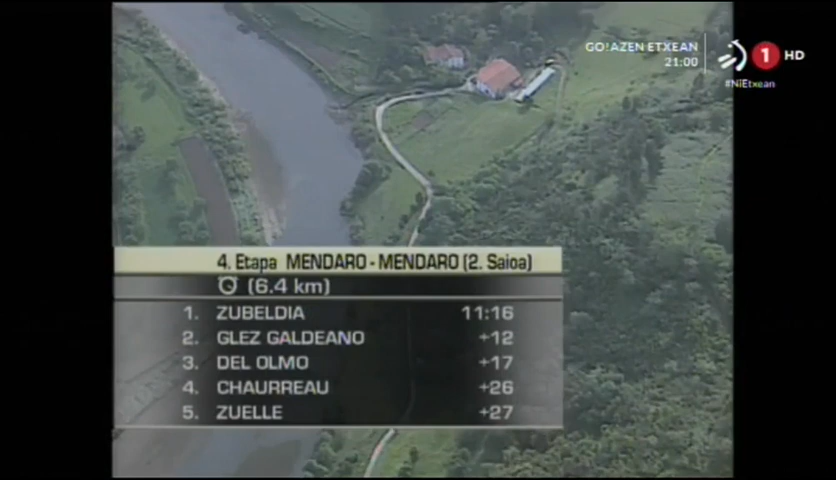 GO!AZEN ETXEAN
21:00
1 HD
#NiEtxean
4. Etapa MENDARO - MENDARO (2. Saioa)
(6.4 km)
1. ZUBELDIA 11:16
2. GLEZ GALDEANO +12
3. DEL OLMO +17
4. CHAURREAU +26
5. ZUELLE +27